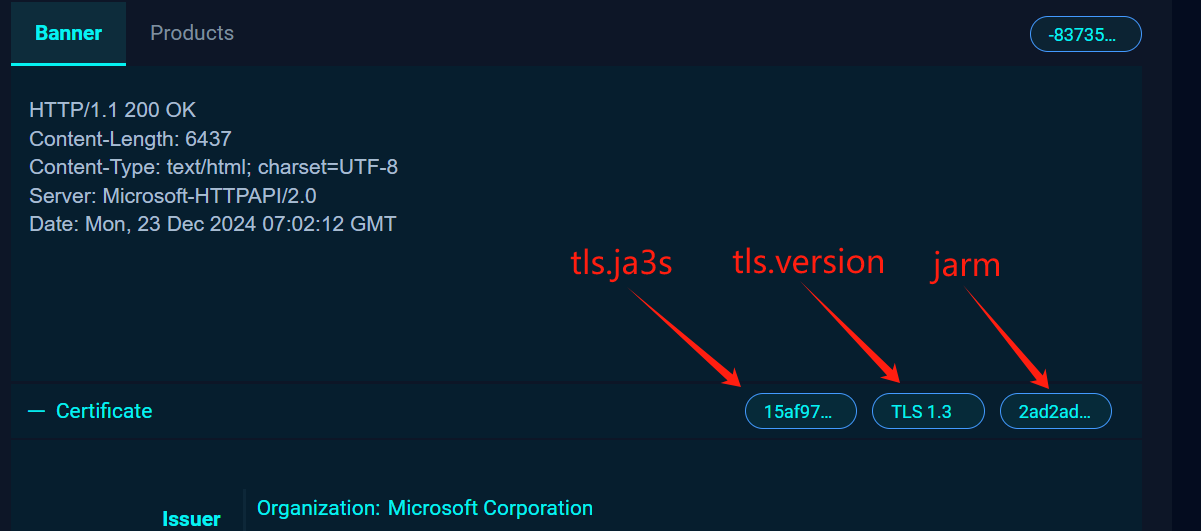 Banner Products -83735...
HTTP/1.1 200 OK
Content-Length: 6437
Content-Type: text/html; charset=UTF-8
Server: Microsoft-HTTPAPI/2.0
Date: Mon, 23 Dec 2024 07:02:12 GMT
tls.ja3s tls.version jarm
— Certificate 15af97... TLS 1.3 2ad2ad...
Issuer Organization: Microsoft Corporation